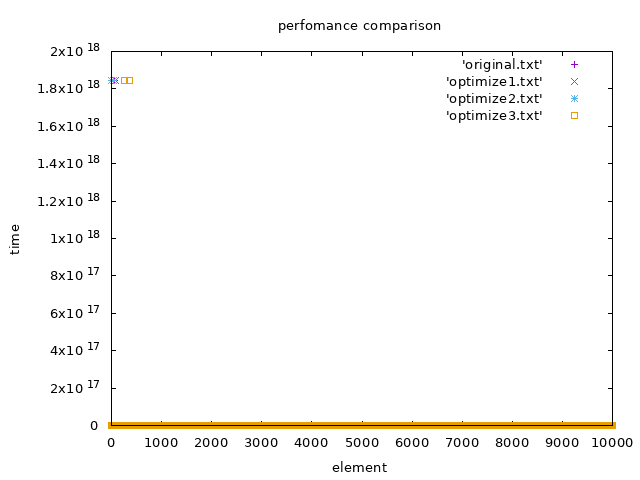 perfomance comparison
2x10 18
1.8x10 18
1.6x10 18
1.4x10 18
1.2x10 18
1x10 18
8x10 17
6x10 17
4x10 17
2x10 17
0
time
'original.txt'
'optimize1.txt'
'optimize2.txt'
'optimize3.txt'
0 1000 2000 3000 4000 5000 6000 7000 8000 9000 10000
element